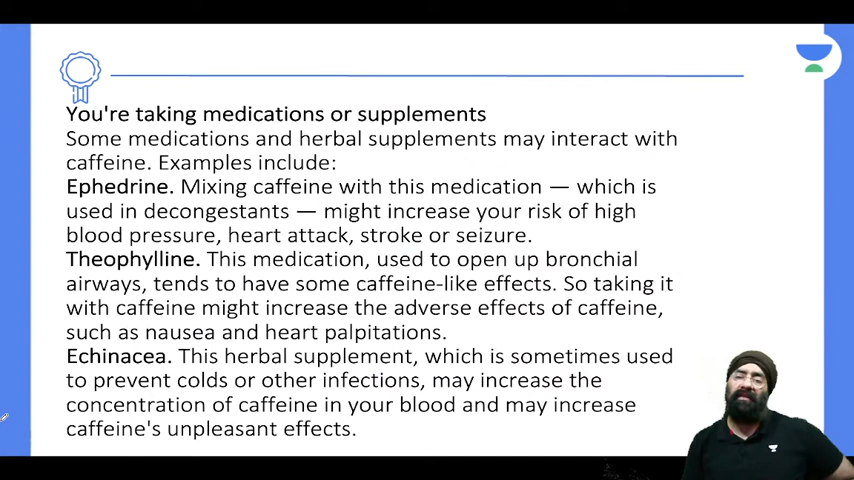 You're taking medications or supplements
Some medications and herbal supplements may interact with
caffeine. Examples include:
Ephedrine. Mixing caffeine with this medication — which is
used in decongestants — might increase your risk of high
blood pressure, heart attack, stroke or seizure.
Theophylline. This medication, used to open up bronchial
airways, tends to have some caffeine-like effects. So taking it
with caffeine might increase the adverse effects of caffeine,
such as nausea and heart palpitations.
Echinacea. This herbal supplement, which is sometimes used
to prevent colds or other infections, may increase the
concentration of caffeine in your blood and may increase
caffeine's unpleasant effects.